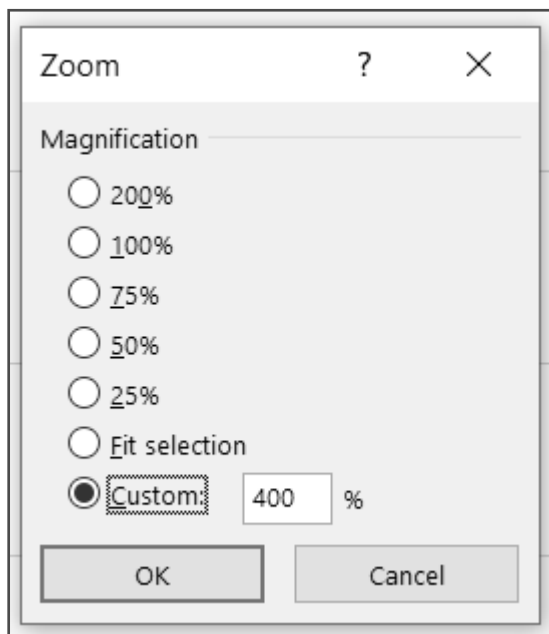 Zoom ?
Magnification
200%
100%
75%
50%
25%
Fit selection
Custom: 400 %
OK Cancel